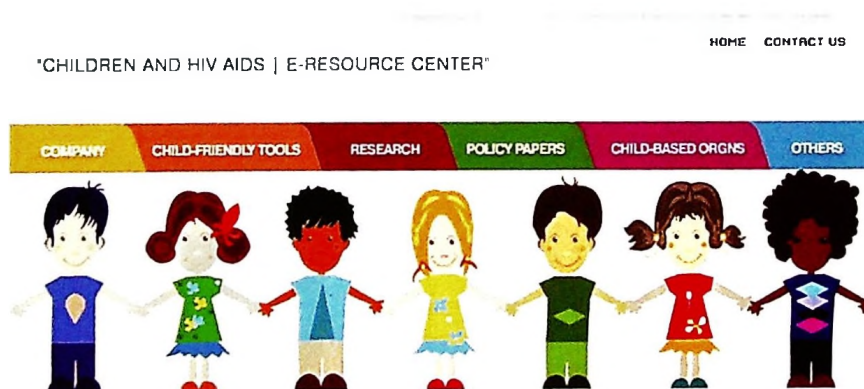 HOME CONTACT US
"CHILDREN AND HIV AIDS | E-RESOURCE CENTER"
COMPANY CHILD-FRIENDLY TOOLS RESEARCH POLICY PAPERS CHILD-BASED ORGNS OTHERS